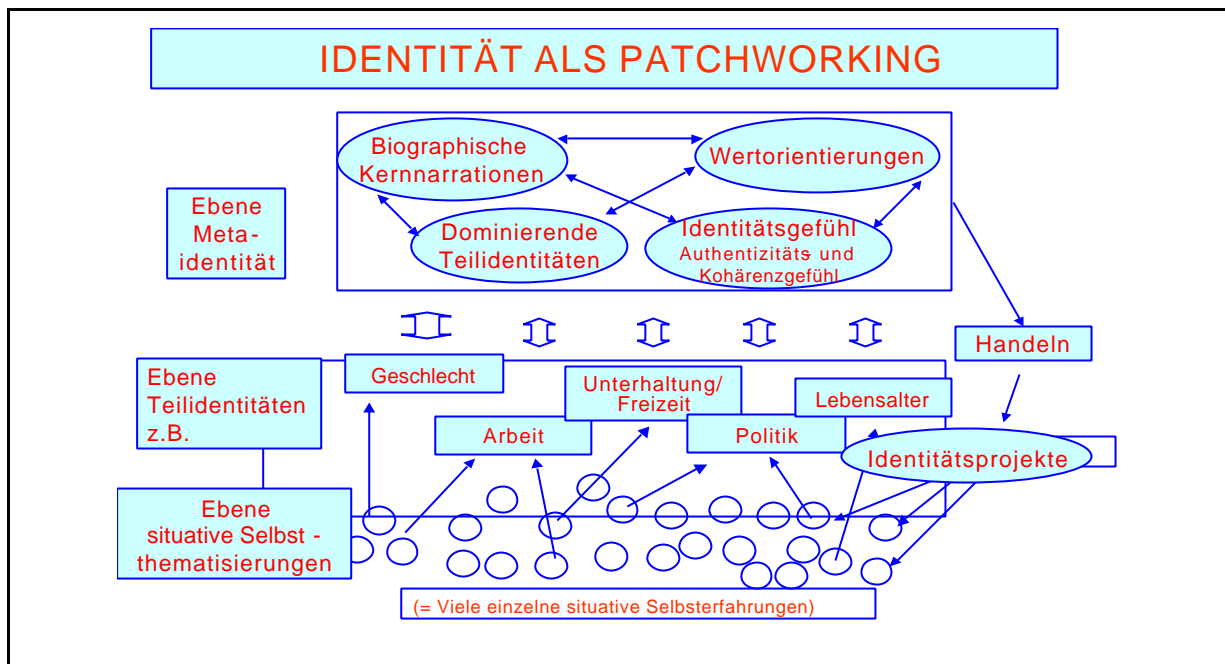 IDENTITÄT ALS PATCHWORKING
Biographische
Kernnarrationen
Wertorientierungen
Ebene
Meta-
identität
Dominierende
Teilidentitäten
Identitätsgefühl
Authentizitäts- und
Kohärenzgefühl
Handeln
Ebene
Teilidentitäten
z.B.
Geschlecht
Unterhaltung/
Freizeit
Lebensalter
Arbeit
Politik
Identitätsprojekte
Ebene
situative Selbst -
thematisierungen
(= Viele einzelne situative Selbsterfahrungen)